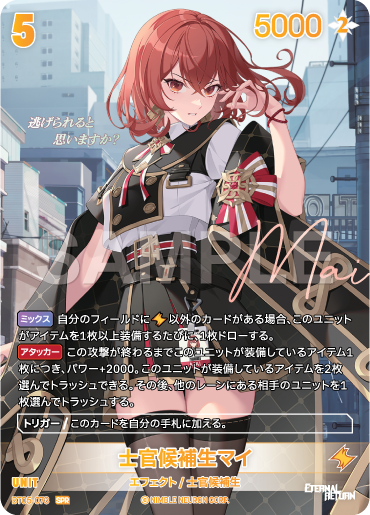 5
5000 2
逃げられると
思いますか?
SAMPLE
Mai
ミックス 自分のフィールドに 以外のカードがある場合、このユニット
がアイテムを1枚以上装備するたびに、1枚ドローする。
アタッカー この攻撃が終わるまでこのユニットが装備しているアイテム1
枚につき、パワー+2000。このユニットが装備しているアイテムを2枚
選んでトラッシュできる。その後、他のレーンにある相手のユニットを1
枚選んでトラッシュする。
トリガー / このカードを自分の手札に加える。
士官候補生マイ
UNIT
エフェクト / 士官候補生
SPR
© NIMBLE NEURON CORP.
ETERNAL RETURN